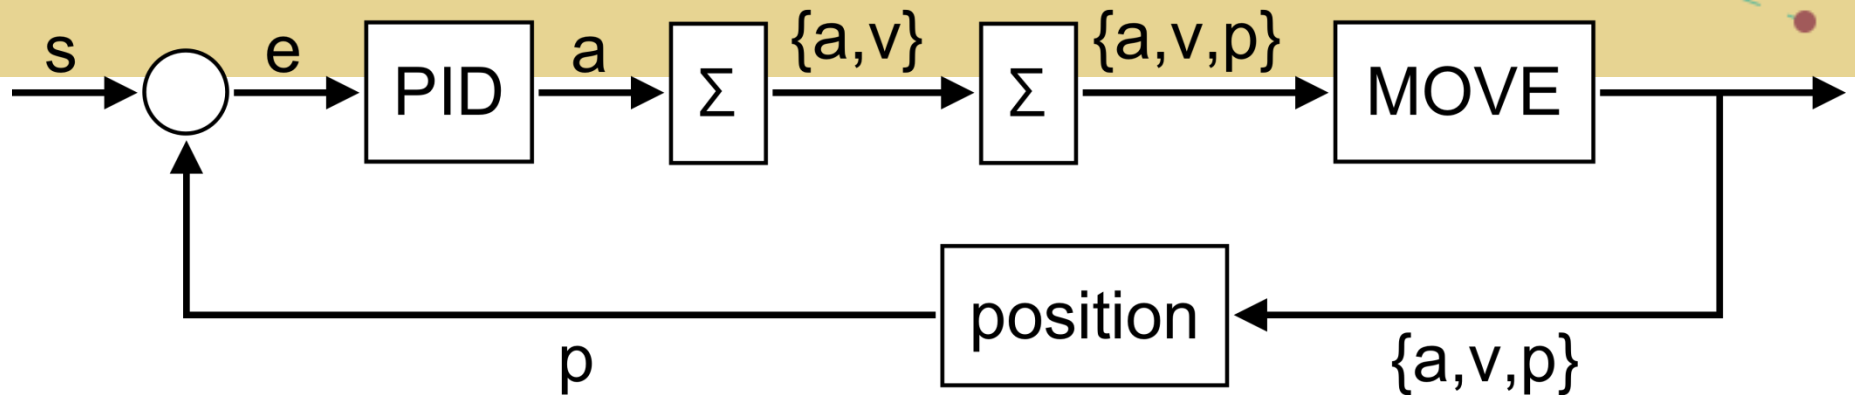 s
e
PID
a
Σ
{a,v}
Σ
{a,v,p}
MOVE
position
p
{a,v,p}